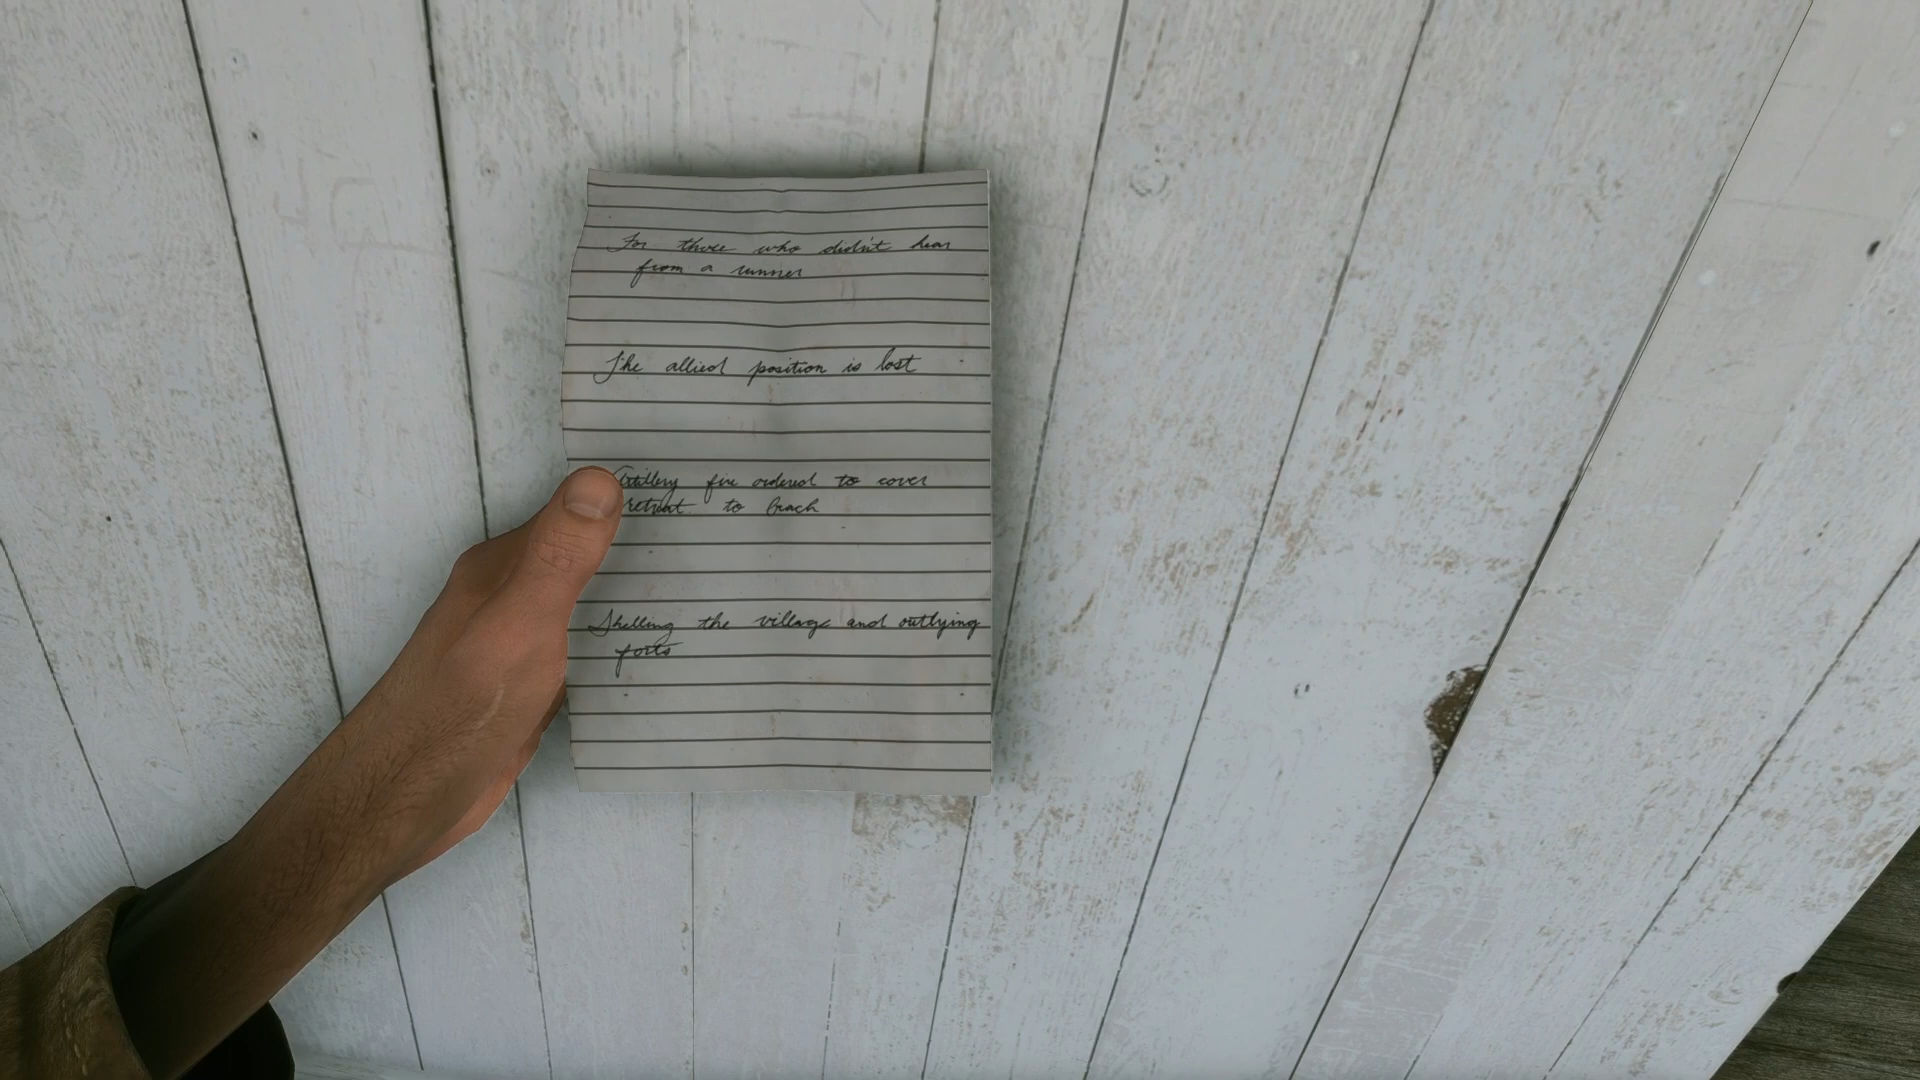 For those who didn't hear
from a runner
The allied position is lost
Artillery fire ordered to cover
retreat to beach
Shelling the village and outlying
forts